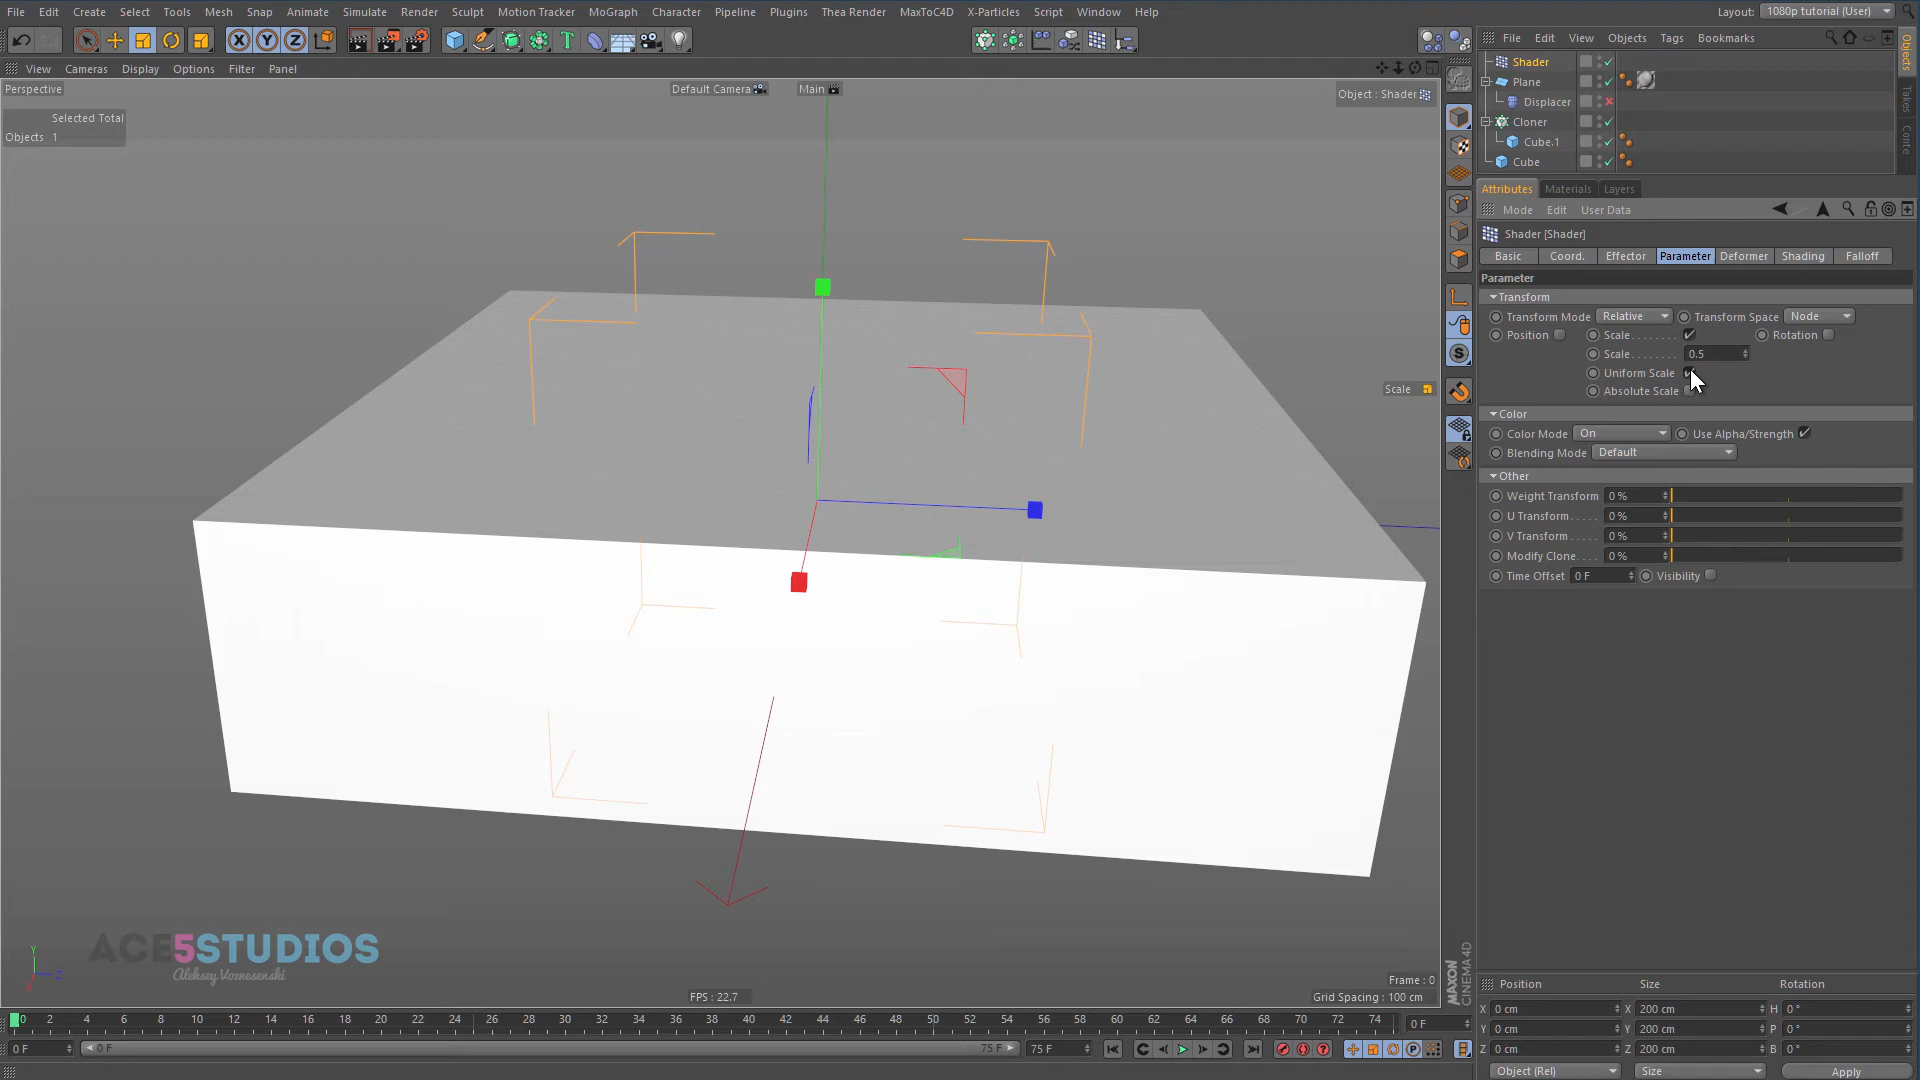 File Edit Create Select Tools Mesh Snap Animate Simulate Render Sculpt Motion Tracker MoGraph Character Pipeline Plugins Thea Render MaxToC4D X-Particles Script Window Help
Layout: 1080p tutorial (User)
View Cameras Display Options Filter Panel
Perspective
Default Camera
Main
Object : Shader
Selected Total
Objects 1
Scale
ACE5STUDIOS
Aleksey Voznesenski
Y
Z
X
FPS : 22.7
Frame : 0
Grid Spacing : 100 cm
MAXON
CINEMA 4D
File Edit View Objects Tags Bookmarks
Shader
Plane
Displacer
Cloner
Cube.1
Cube
Objects
Takes
Conte
Attributes Materials Layers
Mode Edit User Data
Shader [Shader]
Basic Coord. Effector Parameter Deformer Shading Falloff
Parameter
Transform
Transform Mode Relative Transform Space Node
Position Scale........ Rotation
Scale........ 0.5
Uniform Scale
Absolute Scale
Color
Color Mode On Use Alpha/Strength
Blending Mode Default
Other
Weight Transform 0 %
U Transform..... 0 %
V Transform..... 0 %
Modify Clone.... 0 %
Time Offset 0 F Visibility
Position Size Rotation
X 0 cm X 200 cm H 0 °
Y 0 cm Y 200 cm P 0 °
Z 0 cm Z 200 cm B 0 °
Object (Rel) Size Apply
0 2 4 6 8 10 12 14 16 18 20 22 24 26 28 30 32 34 36 38 40 42 44 46 48 50 52 54 56 58 60 62 64 66 68 70 72 74
0 F
0 F 0 F 75 F 75 F